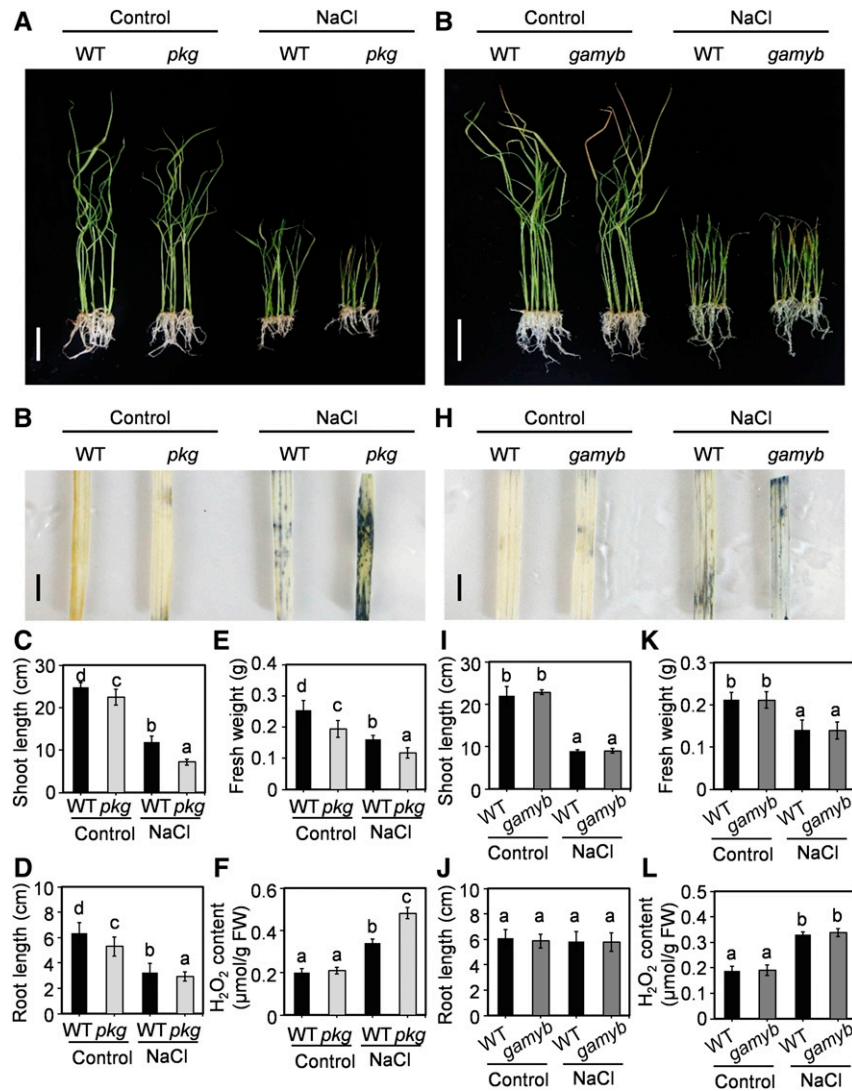 A Control NaCl B Control NaCl
WT pkg WT pkg WT gamyb WT gamyb
B Control NaCl H Control NaCl
WT pkg WT pkg WT gamyb WT gamyb
C E I K
Shoot length (cm)
30
20
10
0
d c b a
WT pkg WT pkg
Control NaCl
Fresh weight (g)
0.4
0.3
0.2
0.1
0
d c b a
WT pkg WT pkg
Control NaCl
Shoot length (cm)
30
20
10
0
b b a a
WT gamyb WT gamyb
Control NaCl
Fresh weight (g)
0.3
0.2
0.1
0
b b a a
WT gamyb WT gamyb
Control NaCl
D F J L
Root length (cm)
8
6
4
2
0
d c b a
WT pkg WT pkg
Control NaCl
H₂O₂ content
(μmol/g FW)
0.6
0.4
0.2
0
a a b c
WT pkg WT pkg
Control NaCl
Root length (cm)
10
8
6
4
2
0
a a a a
WT gamyb WT gamyb
Control NaCl
H₂O₂ content
(μmol/g FW)
0.4
0.3
0.2
0.1
0
a a b b
WT gamyb WT gamyb
Control NaCl